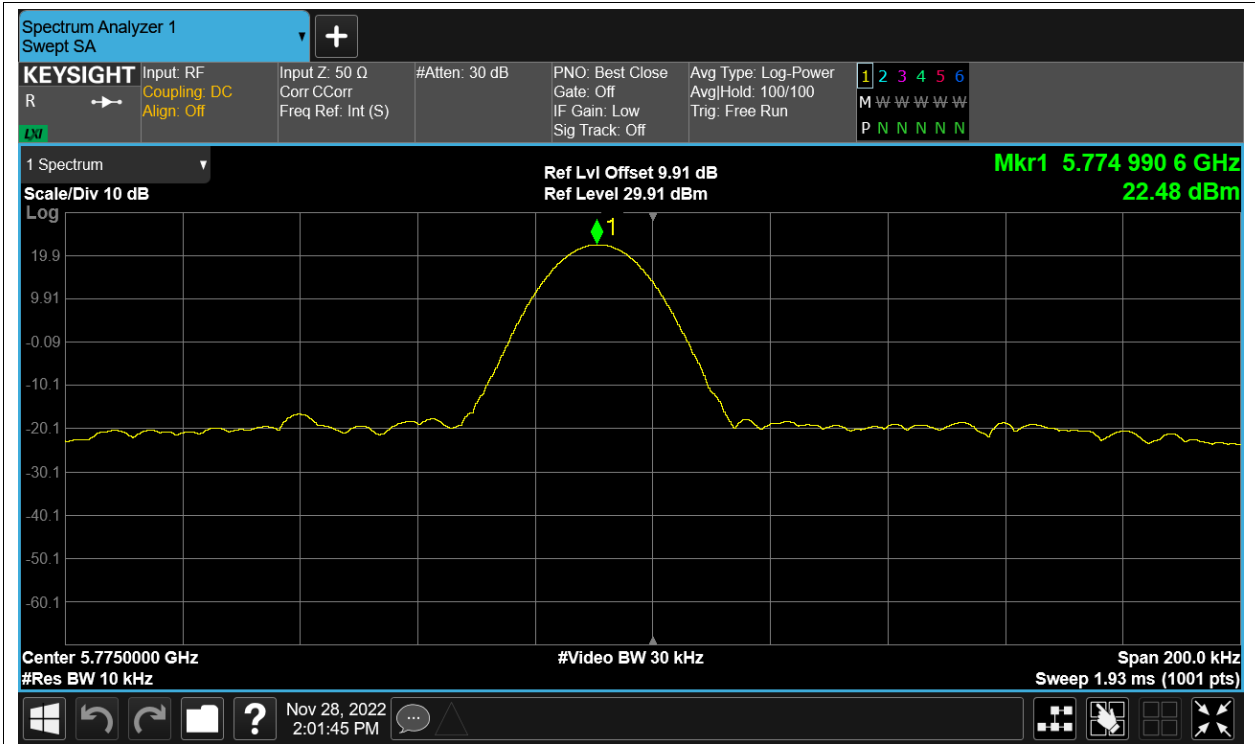 Spectrum Analyzer 1
Swept SA
KEYSIGHT
R
LXI
Input: RF
Coupling: DC
Align: Off
Input Z: 50 Ω
Corr CCorr
Freq Ref: Int (S)
#Atten: 30 dB
PNO: Best Close
Gate: Off
IF Gain: Low
Sig Track: Off
Avg Type: Log-Power
Avg|Hold: 100/100
Trig: Free Run
1 2 3 4 5 6
M W W W W W W
P N N N N N N
1 Spectrum
Scale/Div 10 dB
Log
Ref Lvl Offset 9.91 dB
Ref Level 29.91 dBm
Mkr1 5.774 990 6 GHz
22.48 dBm
1
19.9
9.91
-0.09
-10.1
-20.1
-30.1
-40.1
-50.1
-60.1
Center 5.7750000 GHz
#Res BW 10 kHz
#Video BW 30 kHz
Span 200.0 kHz
Sweep 1.93 ms (1001 pts)
?
Nov 28, 2022
2:01:45 PM